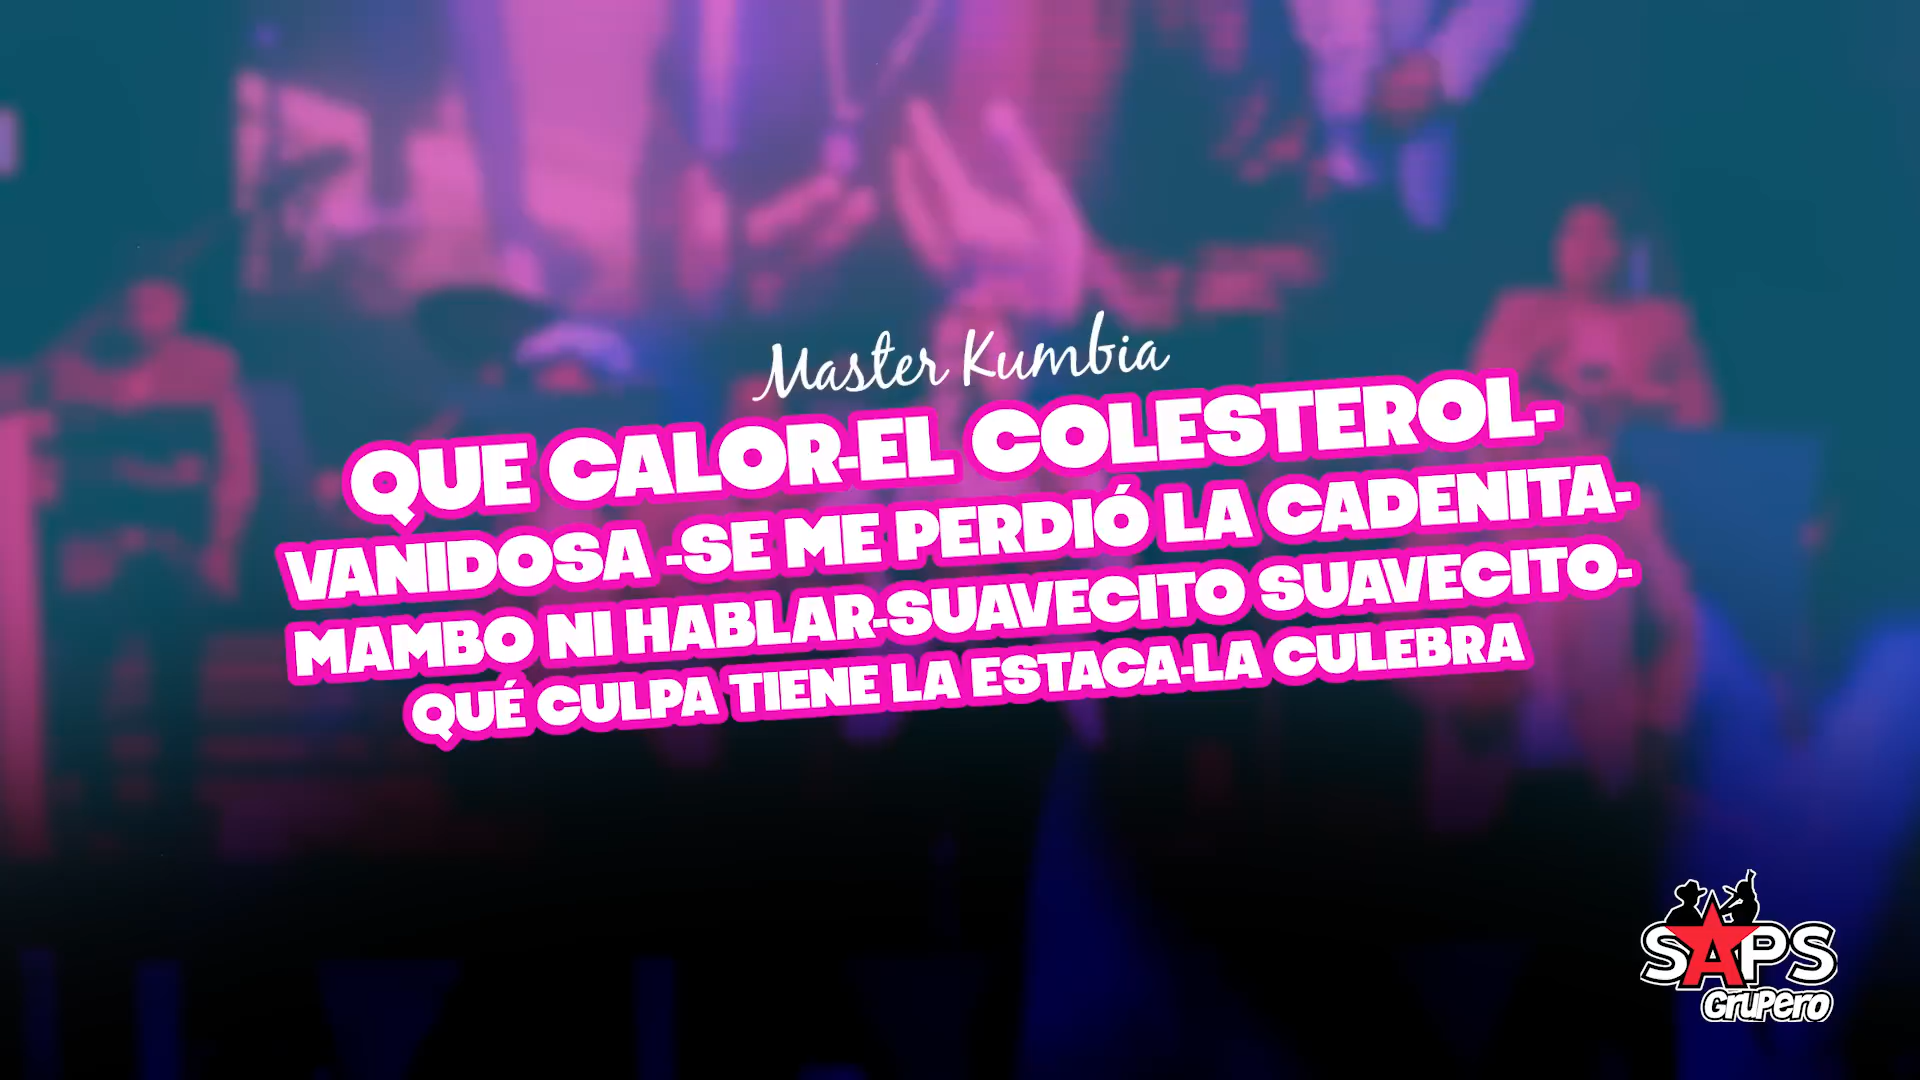 Master Kumbia
QUE CALOR-EL COLESTEROL-
VANIDOSA -SE ME PERDIÓ LA CADENITA-
MAMBO NI HABLAR-SUAVECITO SUAVECITO-
QUÉ CULPA TIENE LA ESTACA-LA CULEBRA
SAPS
GRUPERO